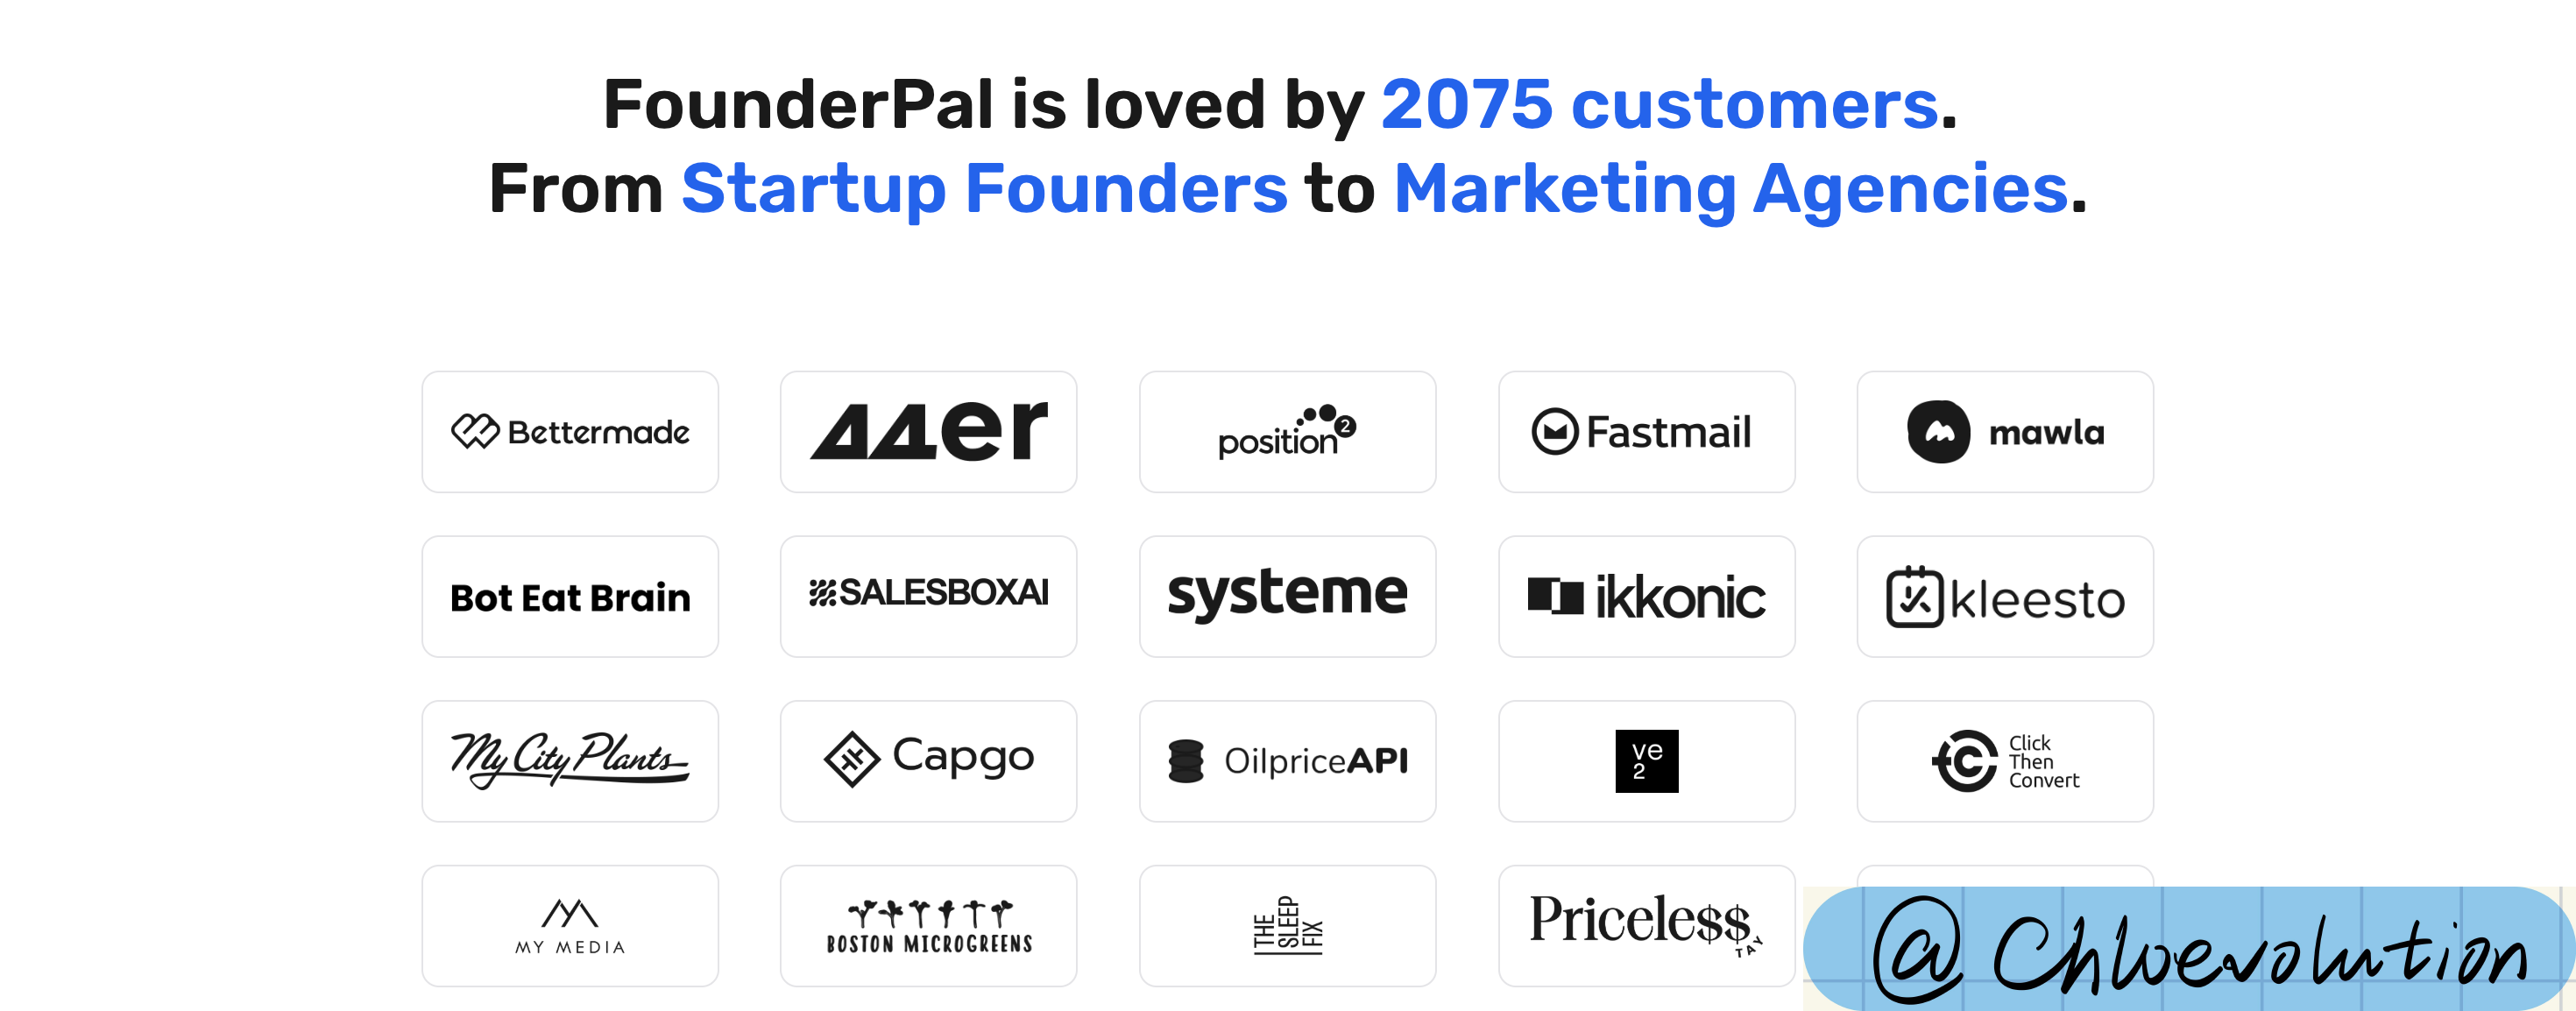 FounderPal is loved by 2075 customers.
From Startup Founders to Marketing Agencies.
Bettermade
44er
position2
Fastmail
mawla
Bot Eat Brain
SALESBOXAI
systeme
ikkonic
kleesto
My City Plants
Capgo
OilpriceAPI
ve
2
Click
Then
Convert
MY MEDIA
BOSTON MICROGREENS
THE
SLEEP
FIX
Pricele$$
TAY
@Chloevolution